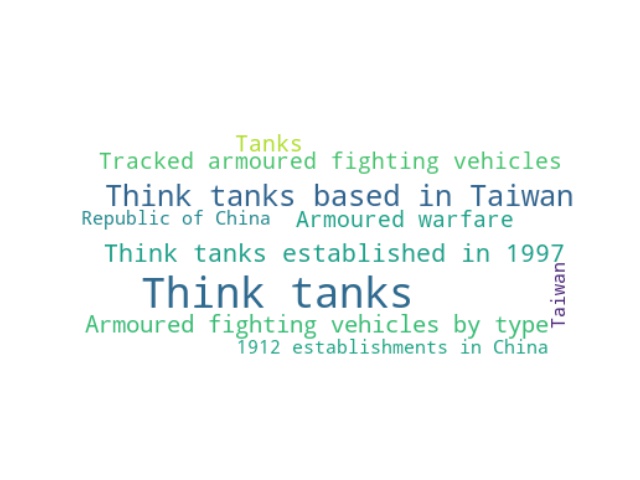 Tanks
Tracked armoured fighting vehicles
Think tanks based in Taiwan
Republic of China
Armoured warfare
Think tanks established in 1997
Think tanks
Taiwan
Armoured fighting vehicles by type
1912 establishments in China